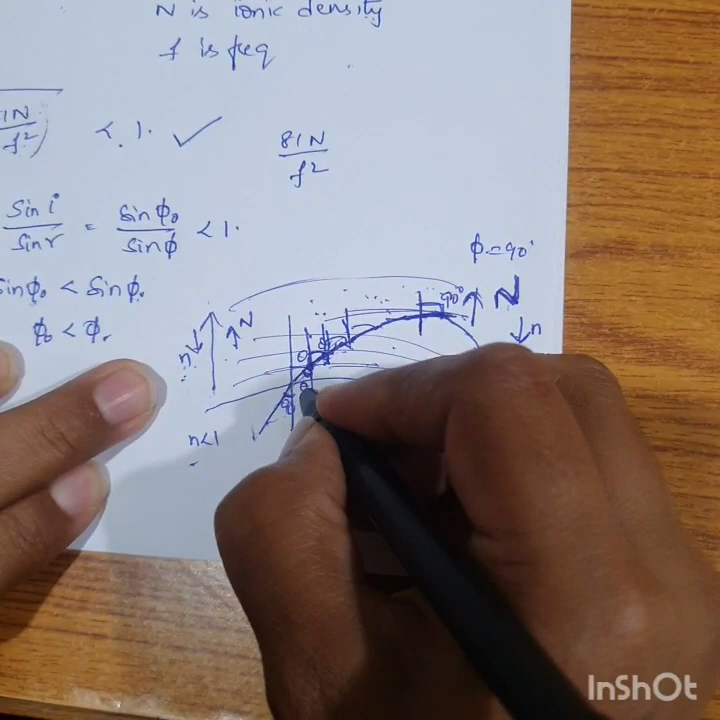 N is ionic density
f is freq
1N / f²) < 1. ✓
81N / f²
Sin i / Sin r = Sin ϕ₀ / Sin ϕ < 1.
Sin ϕ₀ < Sin ϕ.
ϕ₀ < ϕ.
ϕ = 90°
90° ↑ N
n ↓ ↑ N
↓ n
n<1
InShOt